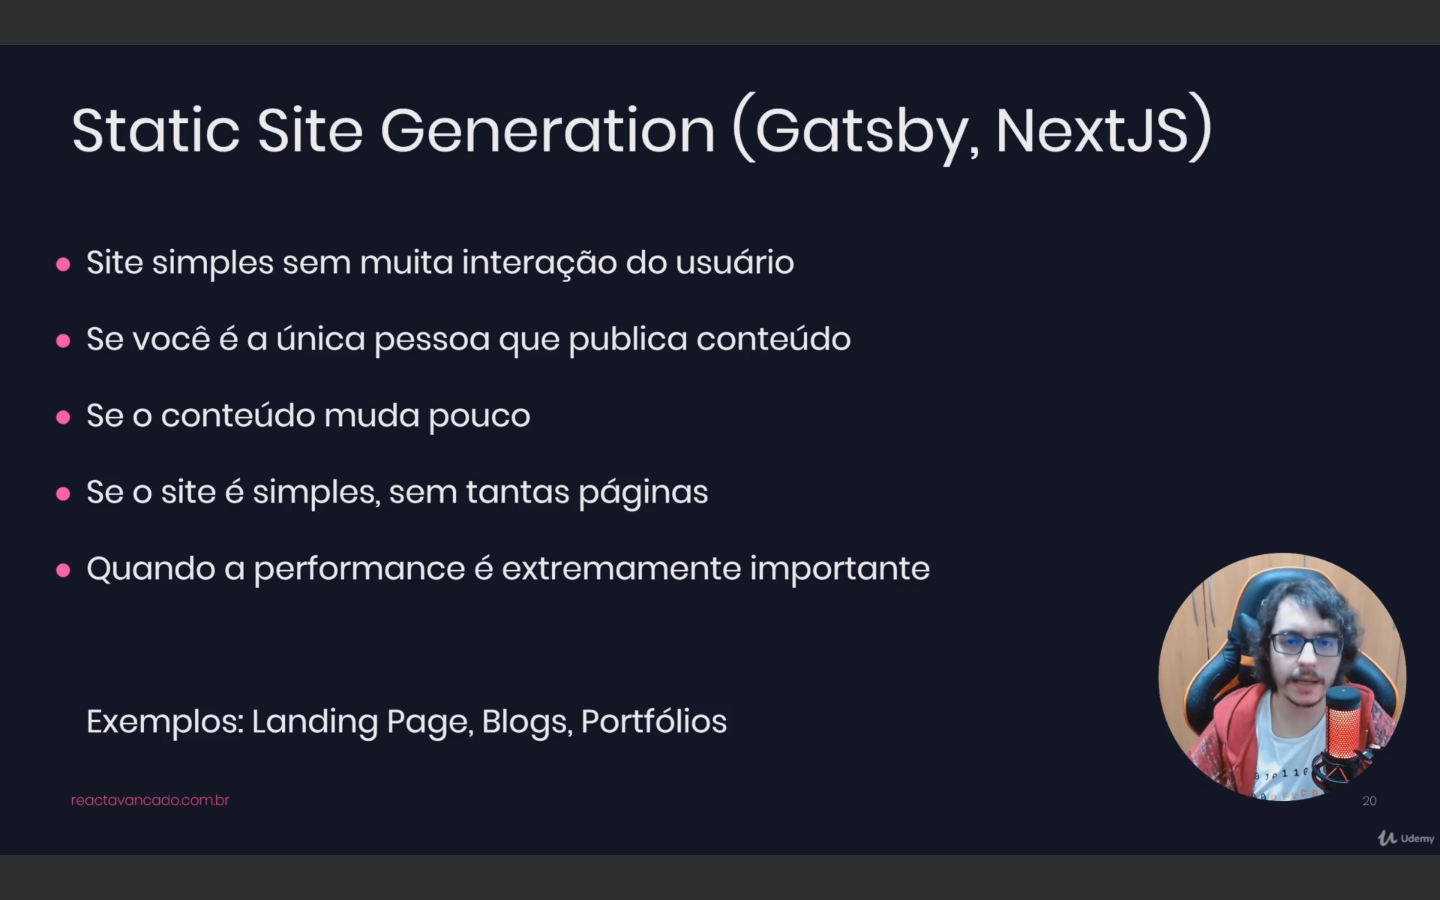 Static Site Generation (Gatsby, NextJS)
Site simples sem muita interação do usuário
Se você é a única pessoa que publica conteúdo
Se o conteúdo muda pouco
Se o site é simples, sem tantas páginas
Quando a performance é extremamente importante
Exemplos: Landing Page, Blogs, Portfólios
reactavancado.com.br
20
Udemy